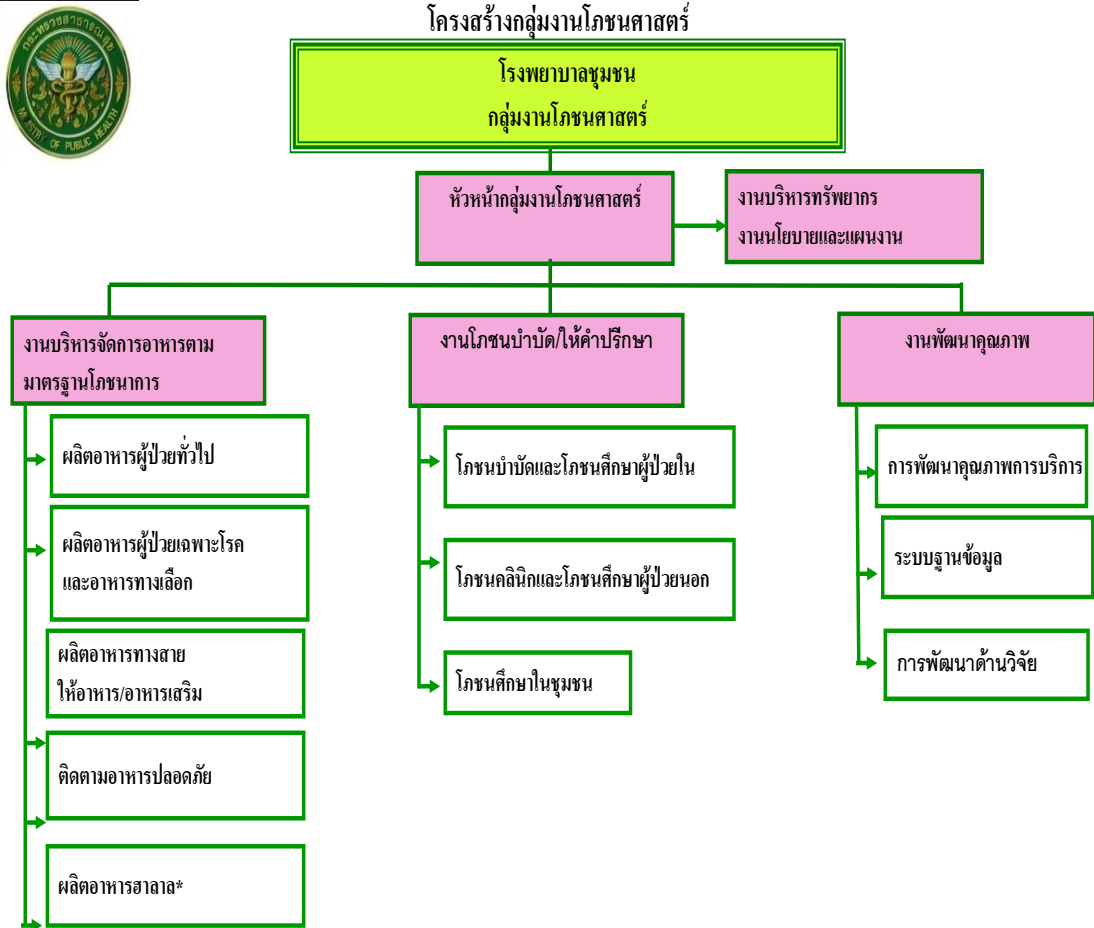 โครงสร้างกลุ่มงานโภชนศาสตร์
กระทรวงสาธารณสุข
MINISTRY OF PUBLIC HEALTH
โรงพยาบาลชุมชน
กลุ่มงานโภชนศาสตร์
หัวหน้ากลุ่มงานโภชนศาสตร์
งานบริหารทรัพยากร
งานนโยบายและแผนงาน
งานบริหารจัดการอาหารตาม
มาตรฐานโภชนาการ
ผลิตอาหารผู้ป่วยทั่วไป
ผลิตอาหารผู้ป่วยเฉพาะโรค
และอาหารทางเลือก
ผลิตอาหารทางสาย
ให้อาหาร/อาหารเสริม
ติดตามอาหารปลอดภัย
ผลิตอาหารฮาลาล*
งานโภชนบำบัด/ให้คำปรึกษา
โภชนบำบัดและโภชนศึกษาผู้ป่วยใน
โภชนคลินิกและโภชนศึกษาผู้ป่วยนอก
โภชนศึกษาในชุมชน
งานพัฒนาคุณภาพ
การพัฒนาคุณภาพการบริการ
ระบบฐานข้อมูล
การพัฒนาด้านวิจัย